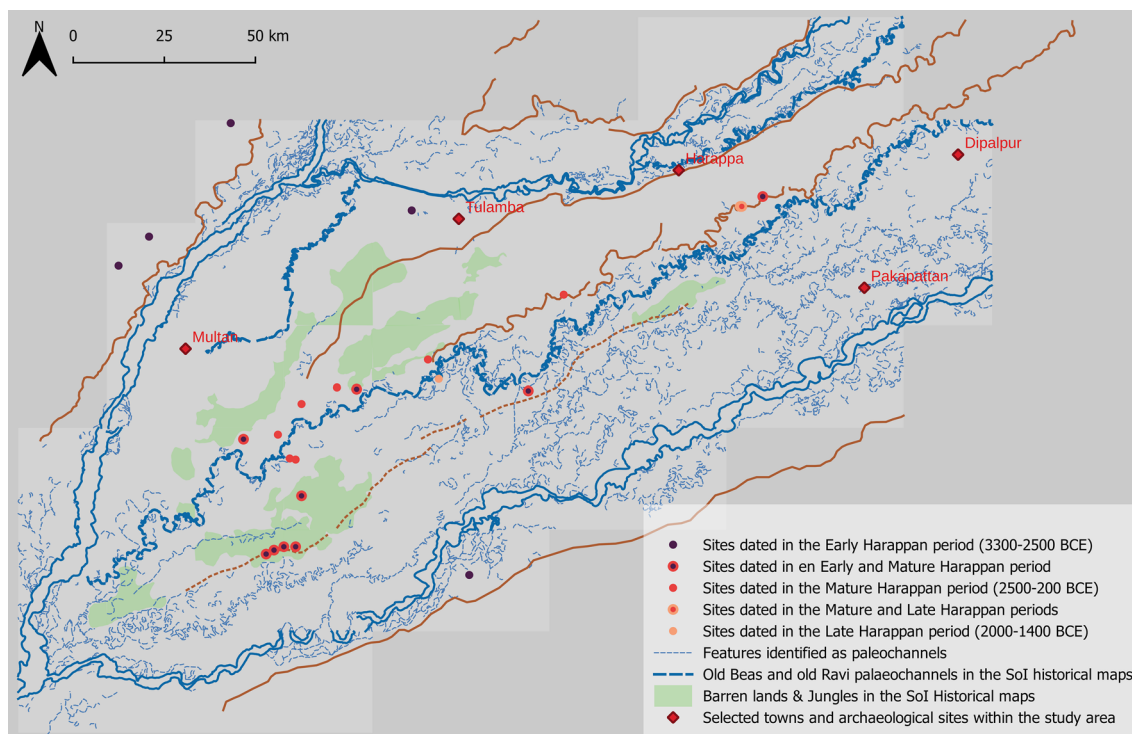 N
0 25 50 km
Dipalpur
Harappa
Tulamba
Pakapattan
Multan
Sites dated in the Early Harappan period (3300-2500 BCE)
Sites dated in en Early and Mature Harappan period
Sites dated in the Mature Harappan period (2500-200 BCE)
Sites dated in the Mature and Late Harappan periods
Sites dated in the Late Harappan period (2000-1400 BCE)
Features identified as paleochannels
Old Beas and old Ravi palaeochannels in the SoI historical maps
Barren lands & Jungles in the SoI Historical maps
Selected towns and archaeological sites within the study area